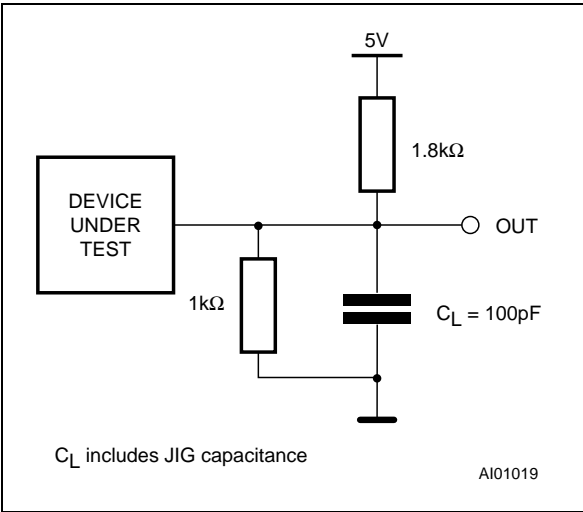 5V
1.8kΩ
DEVICE
UNDER
TEST
OUT
1kΩ
CL = 100pF
CL includes JIG capacitance
AI01019